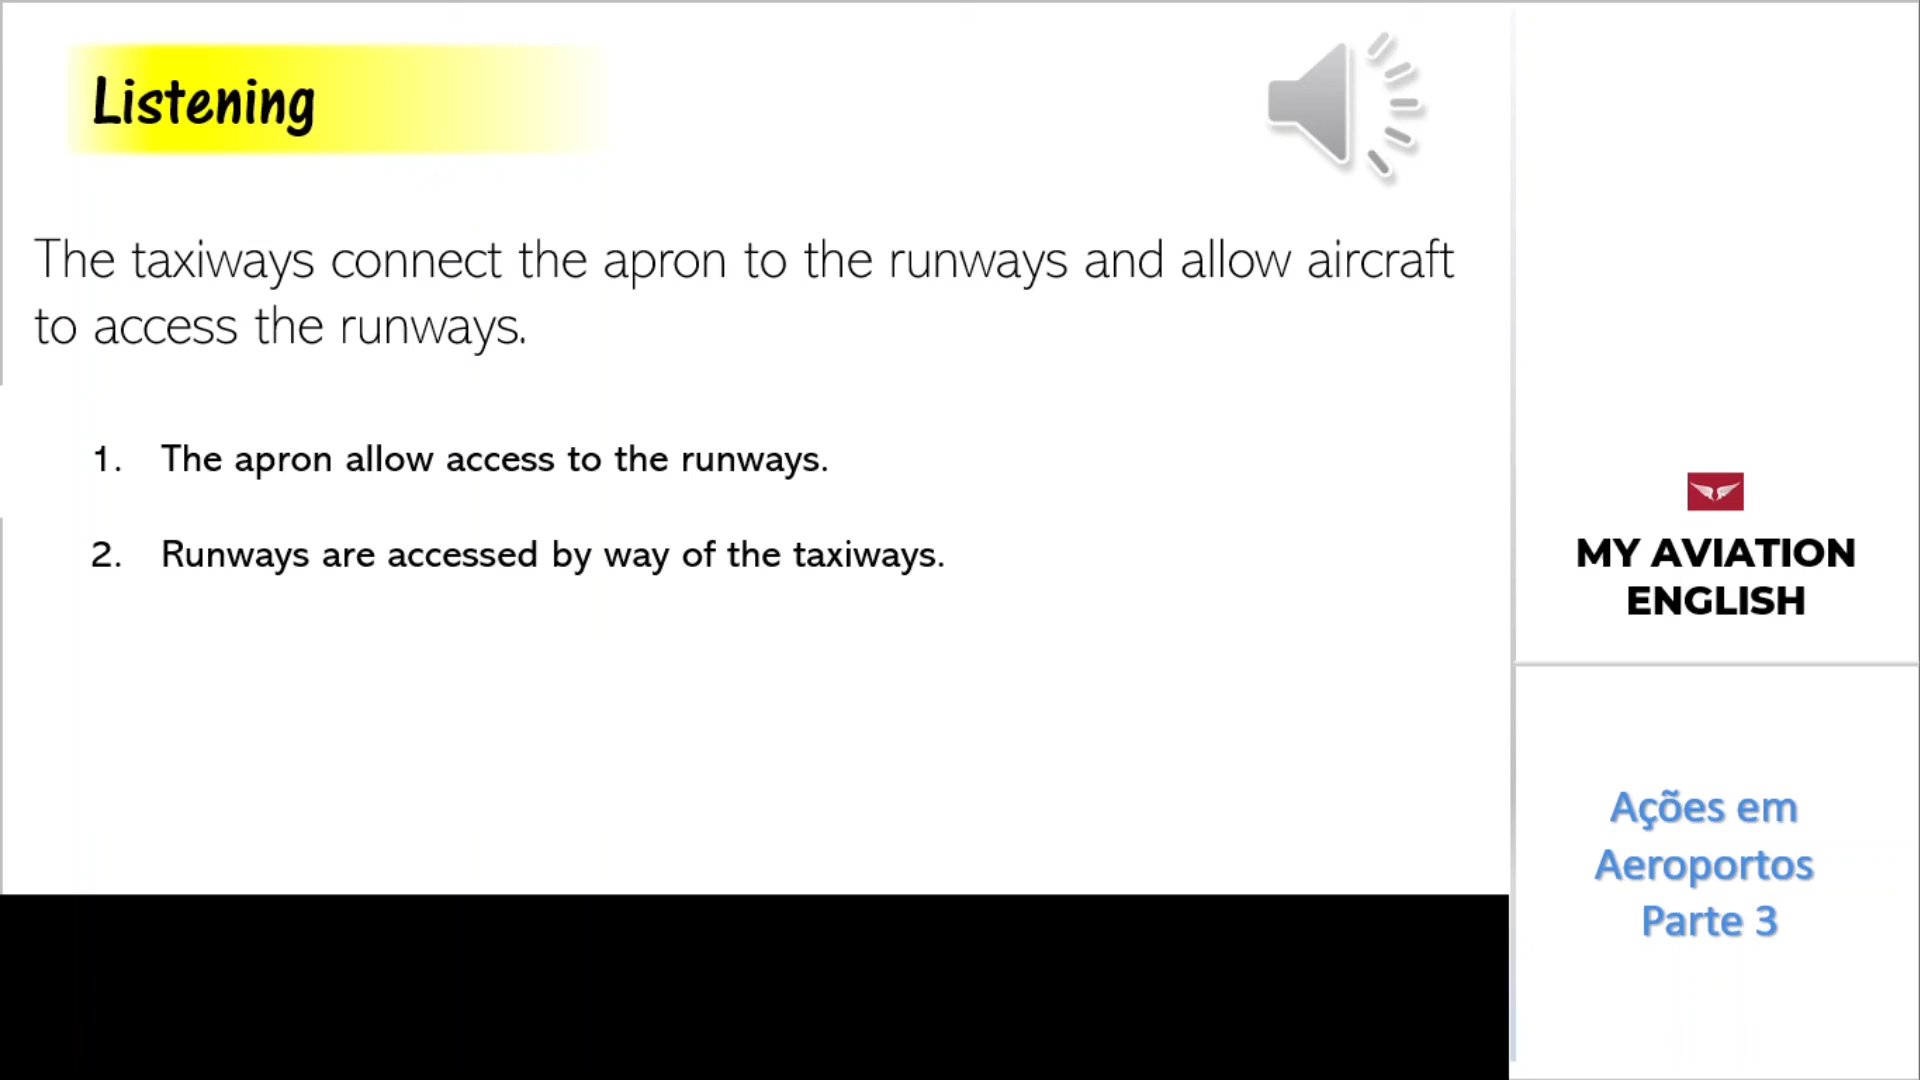 Listening
The taxiways connect the apron to the runways and allow aircraft
to access the runways.
1. The apron allow access to the runways.
2. Runways are accessed by way of the taxiways.
MY AVIATION
ENGLISH
Ações em
Aeroportos
Parte 3